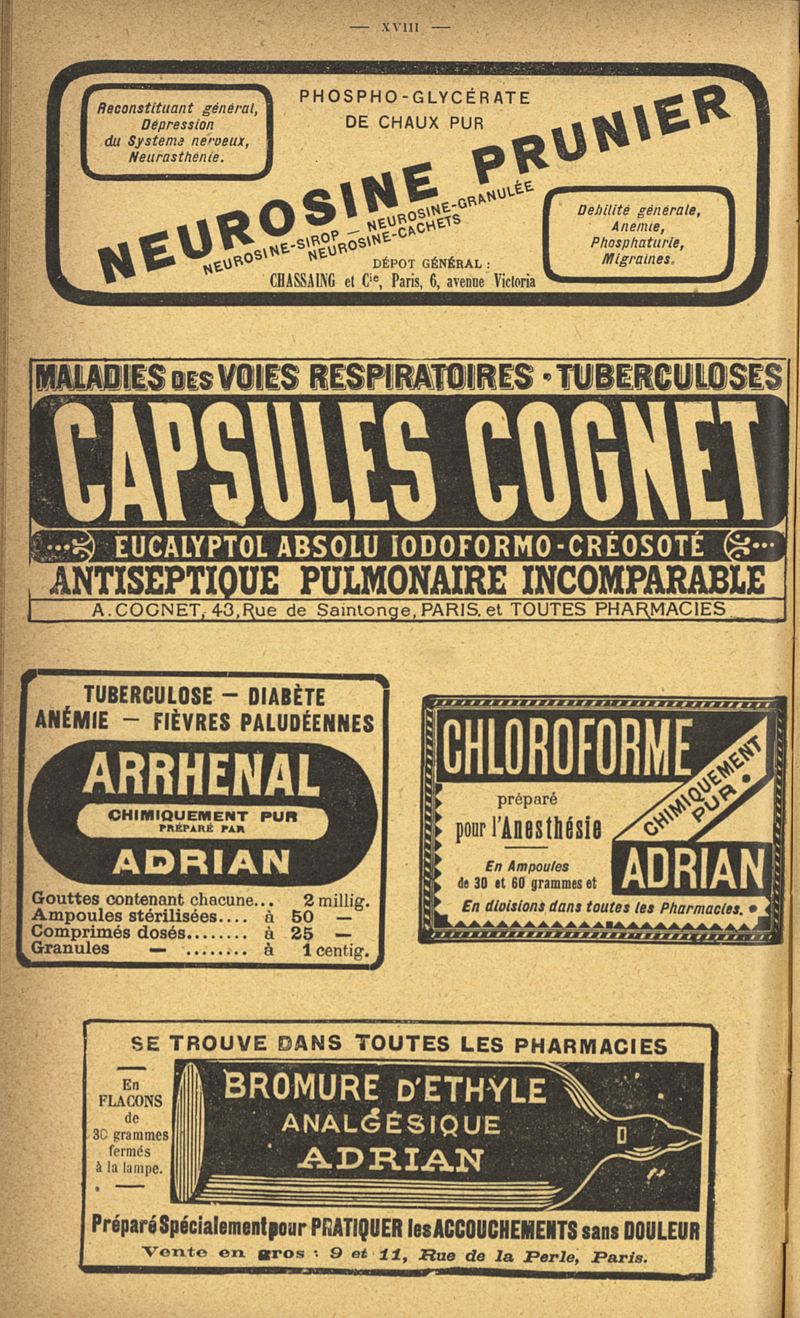 — XVIII —
Reconstituant général,
Dépression
du Système nerveux,
Neurasthénie.
PHOSPHO-GLYCÉRATE
DE CHAUX PUR
NEUROSINE PRUNIER
NEUROSINE-SIROP — NEUROSINE-GRANULÉE
NEUROSINE-CACHETS
DÉPOT GÉNÉRAL :
CHASSAING et Cie, Paris, 6, avenue Victoria
Debilité générale,
Anemie,
Phosphaturie,
Migraines.
MALADIES DES VOIES RESPIRATOIRES • TUBERCULOSES
CAPSULES COGNET
EUCALYPTOL ABSOLU IODOFORMO-CRÉOSOTÉ
ANTISEPTIQUE PULMONAIRE INCOMPARABLE
A. COGNET, 43, Rue de Saintonge, PARIS, et TOUTES PHARMACIES
TUBERCULOSE — DIABÈTE
ANÉMIE — FIÈVRES PALUDÉENNES
ARRHENAL
CHIMIQUEMENT PUR
PRÉPARÉ PAR
ADRIAN
Gouttes contenant chacune... 2 millig.
Ampoules stérilisées.... à 50 —
Comprimés dosés........ à 25 —
Granules — ........ à 1 centig.
CHLOROFORME
CHIMIQUEMENT
PUR •
préparé
pour l'Anesthésie
ADRIAN
En Ampoules
de 30 et 60 grammes et
En divisions dans toutes les Pharmacies. •
SE TROUVE DANS TOUTES LES PHARMACIES
En
FLACONS
de
30 grammes
fermés
à la lampe.
BROMURE D'ETHYLE
ANALGÉSIQUE
ADRIAN
Préparé Spécialement pour PRATIQUER les ACCOUCHEMENTS sans DOULEUR
Vente en gros : 9 et 11, Rue de la Perle, Paris.